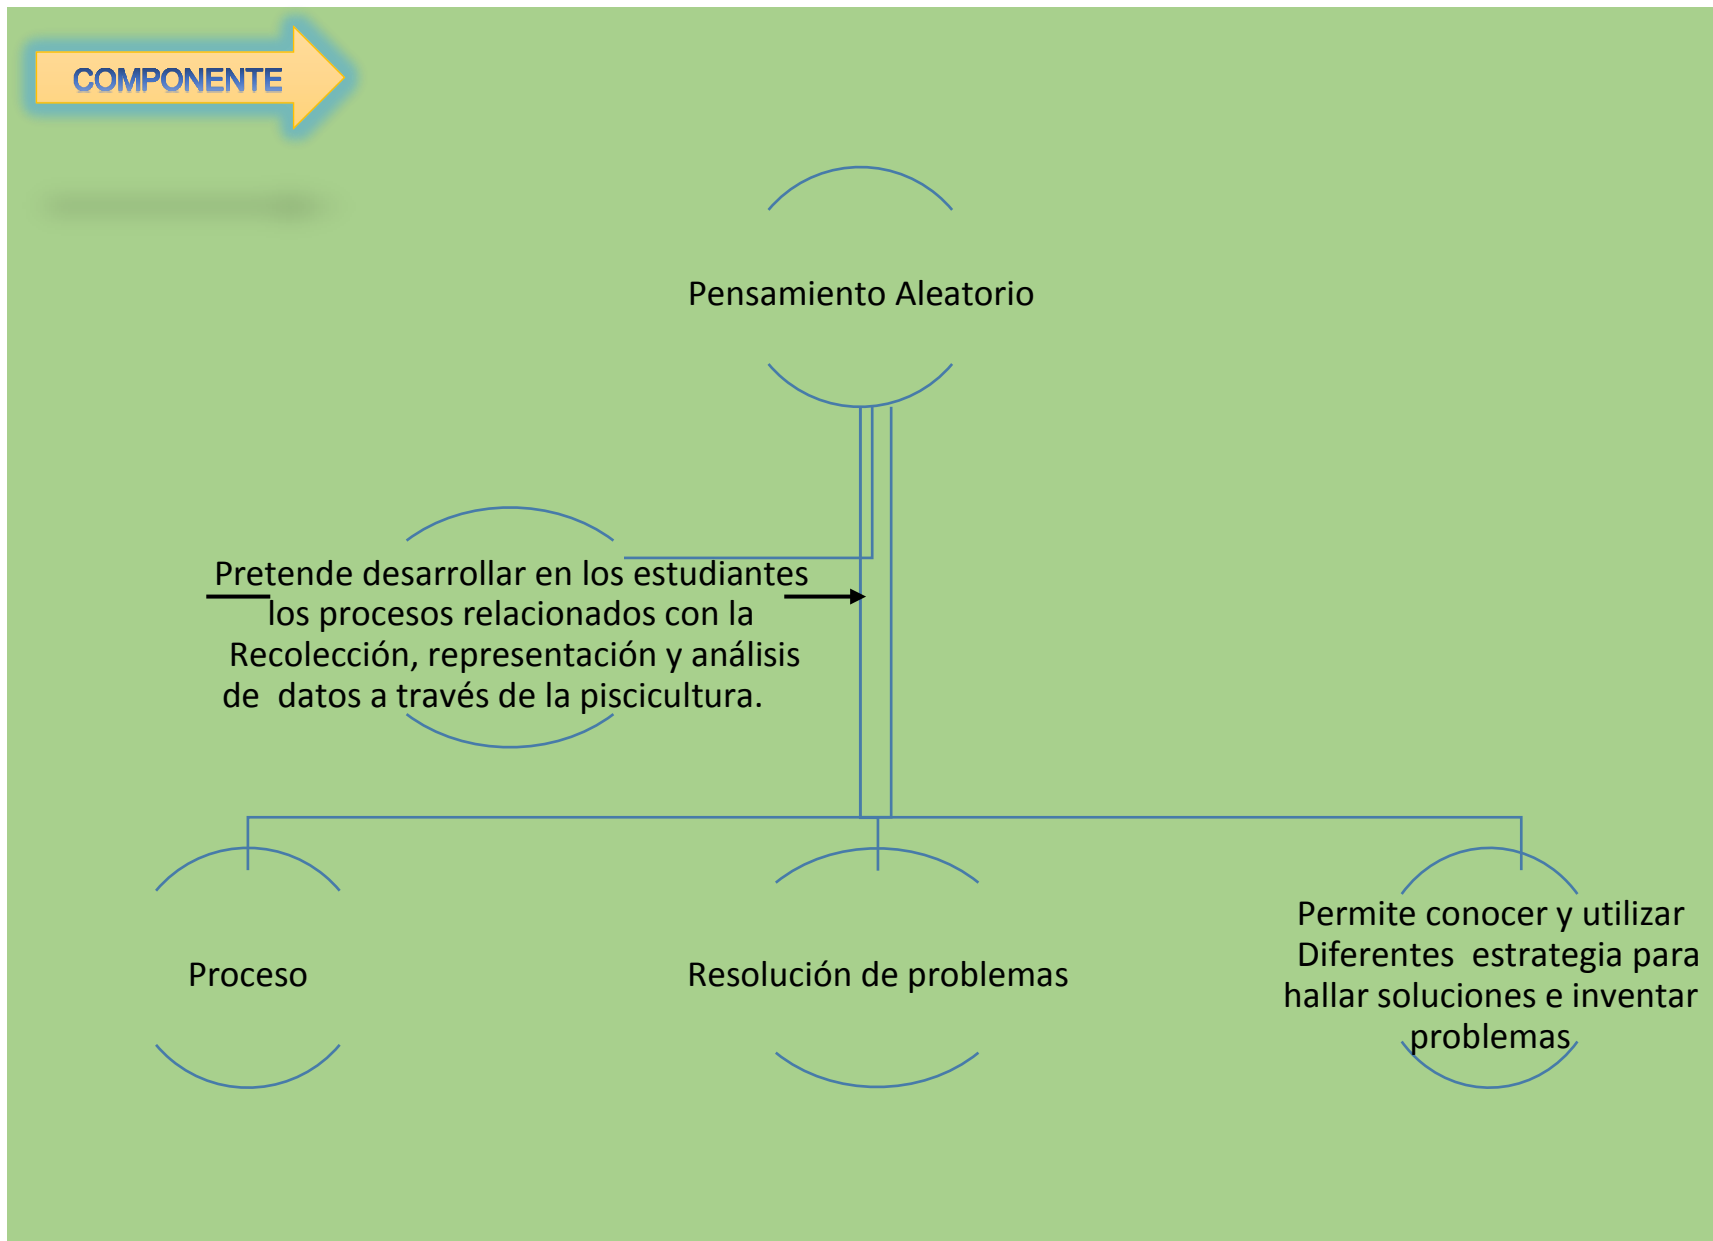 COMPONENTE
Pensamiento Aleatorio
Pretende desarrollar en los estudiantes
los procesos relacionados con la
Recolección, representación y análisis
de  datos a través de la piscicultura.
Proceso
Resolución de problemas
Permite conocer y utilizar
Diferentes  estrategia para
hallar soluciones e inventar
problemas